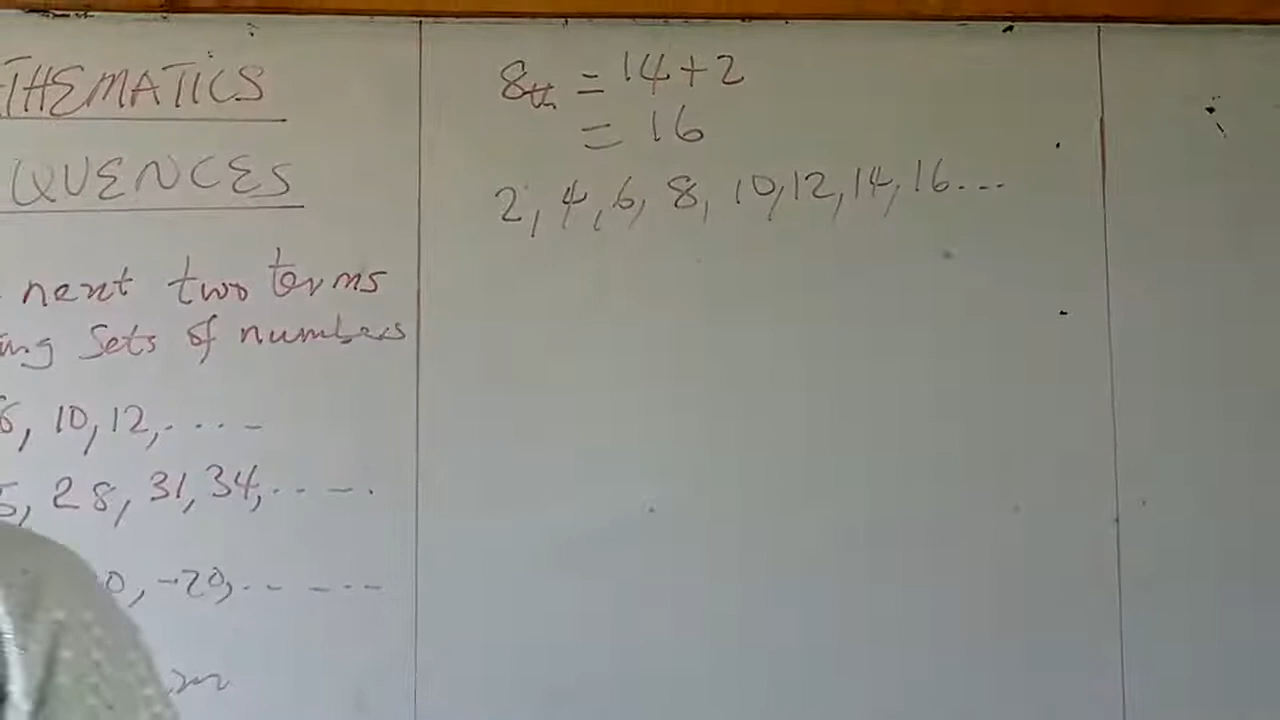 THEMATICS
QUENCES
next two terms
ing sets of numbers
6, 10, 12, .....
5, 28, 31, 34, .....
0, -20, ......
8th = 14 + 2
= 16
2, 4, 6, 8, 10, 12, 14, 16...